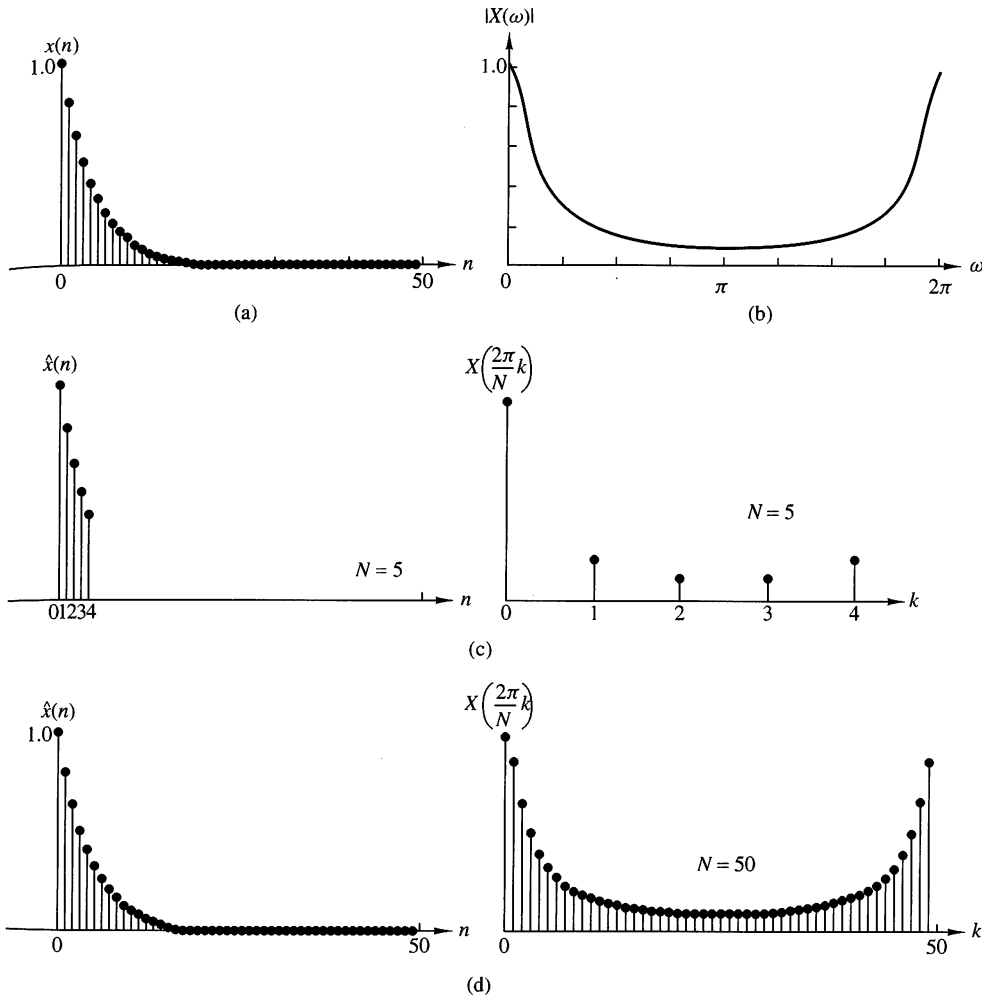 x(n)
1.0
0
50
n
(a)
|X(ω)|
1.0
0
π
2π
ω
(b)
x̂(n)
N = 5
01234
n
X(2π/N k)
N = 5
0
1
2
3
4
k
(c)
x̂(n)
1.0
0
50
n
X(2π/N k)
N = 50
0
50
k
(d)